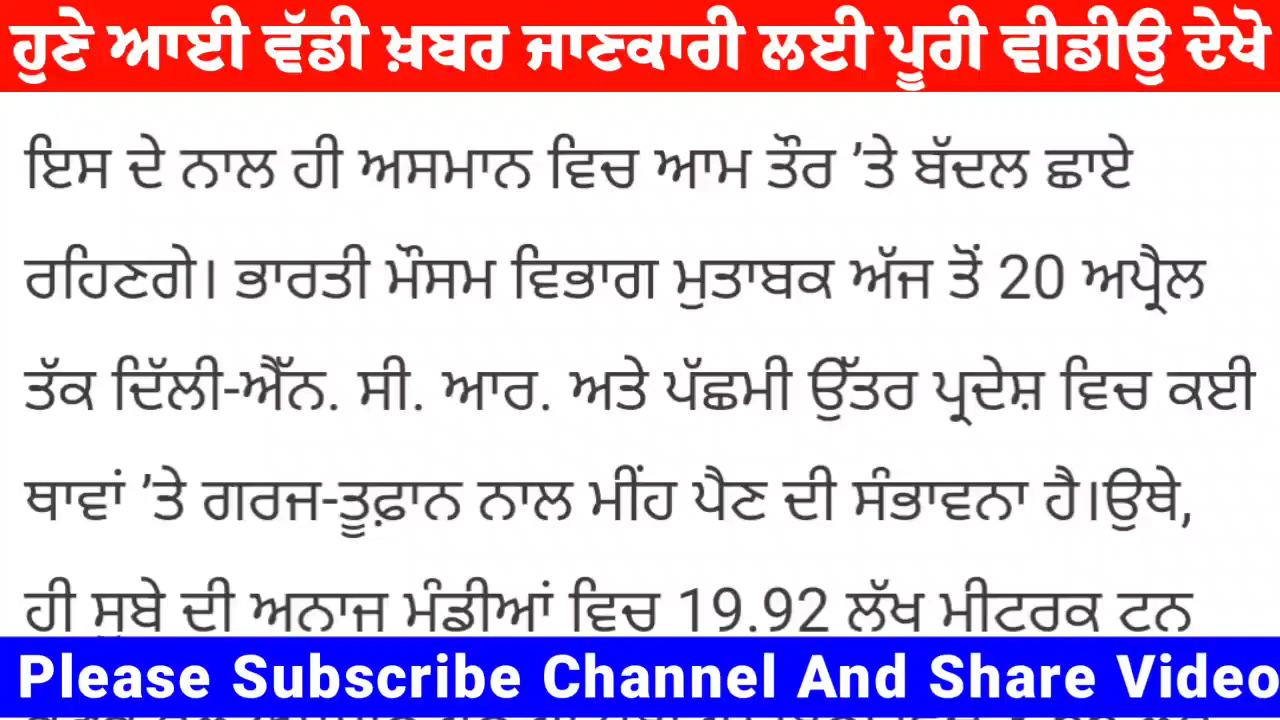 ਹੁਣੇ ਆਈ ਵੱਡੀ ਖ਼ਬਰ ਜਾਣਕਾਰੀ ਲਈ ਪੂਰੀ ਵੀਡੀਉ ਦੇਖੋ
ਇਸ ਦੇ ਨਾਲ ਹੀ ਅਸਮਾਨ ਵਿਚ ਆਮ ਤੌਰ ’ਤੇ ਬੱਦਲ ਛਾਏ
ਰਹਿਣਗੇ। ਭਾਰਤੀ ਮੌਸਮ ਵਿਭਾਗ ਮੁਤਾਬਕ ਅੱਜ ਤੋਂ 20 ਅਪ੍ਰੈਲ
ਤੱਕ ਦਿੱਲੀ-ਐੱਨ. ਸੀ. ਆਰ. ਅਤੇ ਪੱਛਮੀ ਉੱਤਰ ਪ੍ਰਦੇਸ਼ ਵਿਚ ਕਈ
ਥਾਵਾਂ ’ਤੇ ਗਰਜ-ਤੂਫ਼ਾਨ ਨਾਲ ਮੀਂਹ ਪੈਣ ਦੀ ਸੰਭਾਵਨਾ ਹੈ।ਉਥੇ,
ਹੀ ਸੂਬੇ ਦੀ ਅਨਾਜ ਮੰਡੀਆਂ ਵਿਚ 19.92 ਲੱਖ ਮੀਟਰਕ ਟਨ
Please Subscribe Channel And Share Video